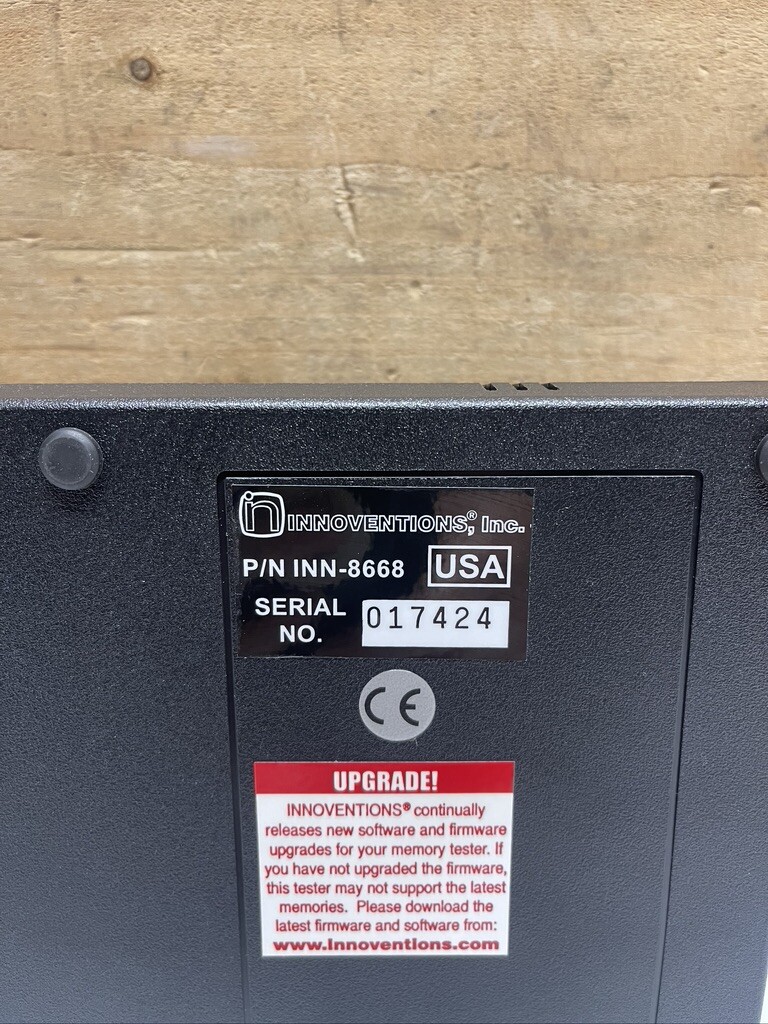 in INNOVENTIONS®, Inc.
P/N INN-8668 USA
SERIAL
NO. 017424
CE
UPGRADE!
INNOVENTIONS® continually
releases new software and firmware
upgrades for your memory tester. If
you have not upgraded the firmware,
this tester may not support the latest
memories. Please download the
latest firmware and software from:
www.Innoventions.com